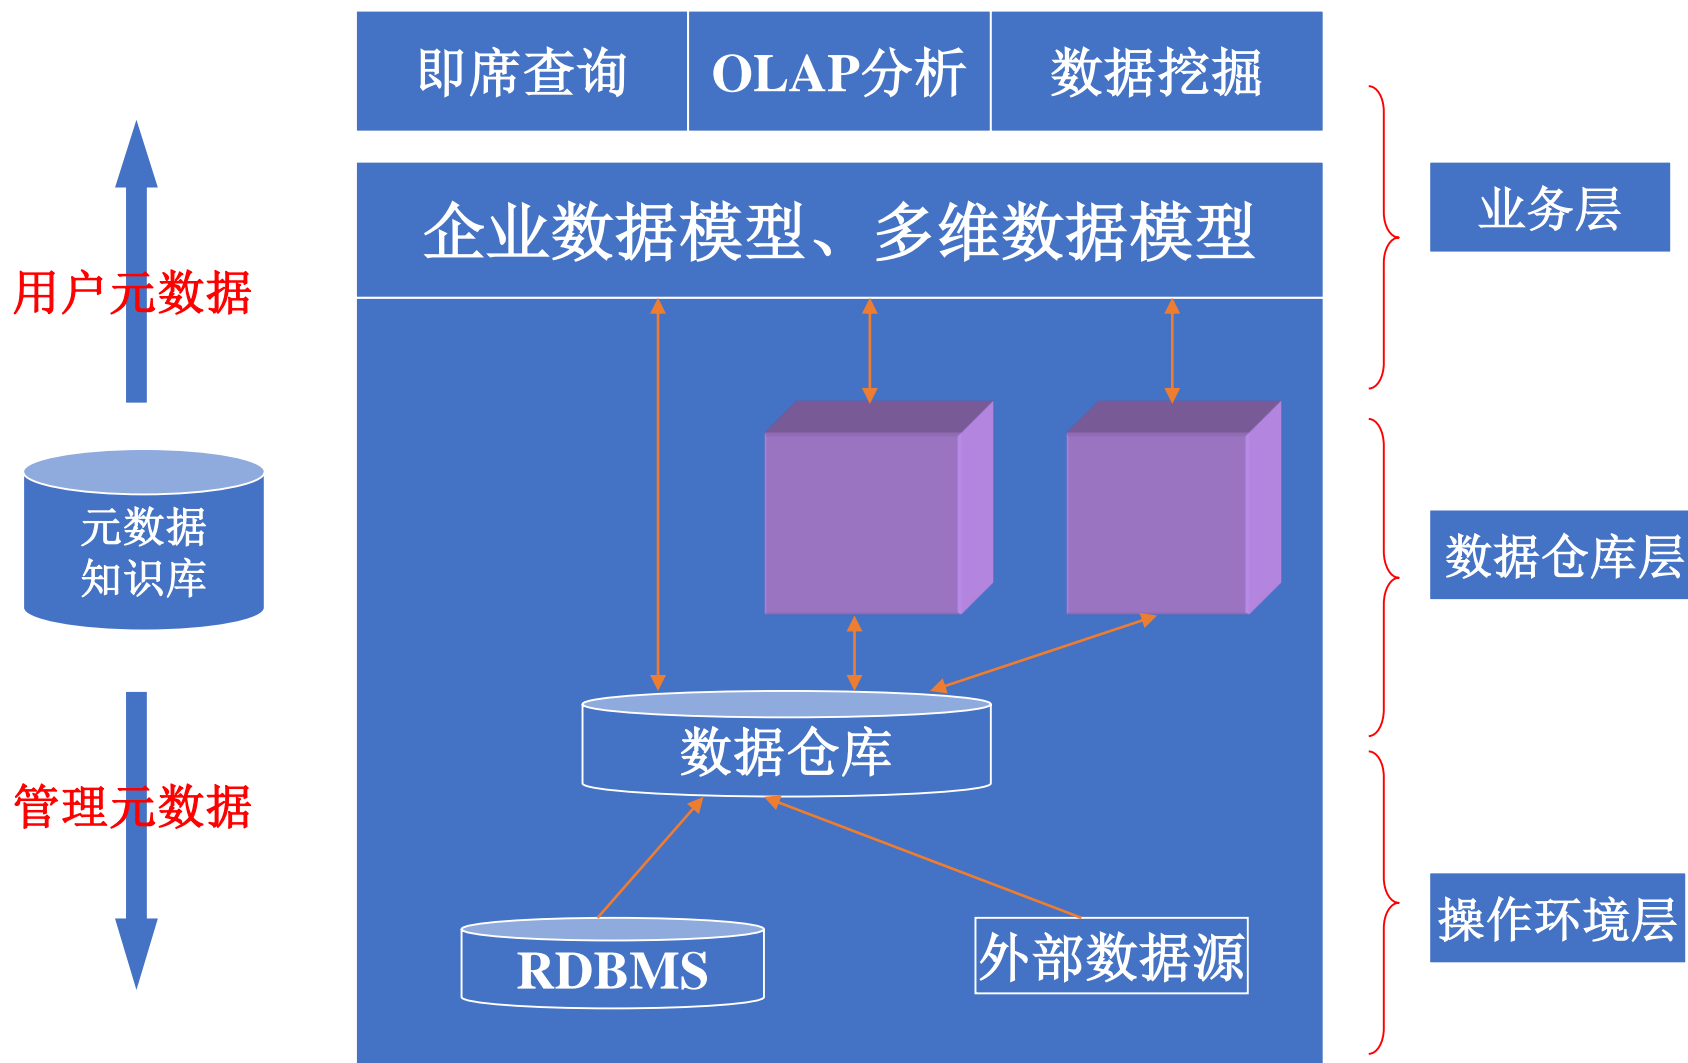 即席查询
OLAP分析
数据挖掘
企业数据模型、多维数据模型
业务层
用户元数据
元数据
知识库
数据仓库层
数据仓库
管理元数据
操作环境层
RDBMS
外部数据源